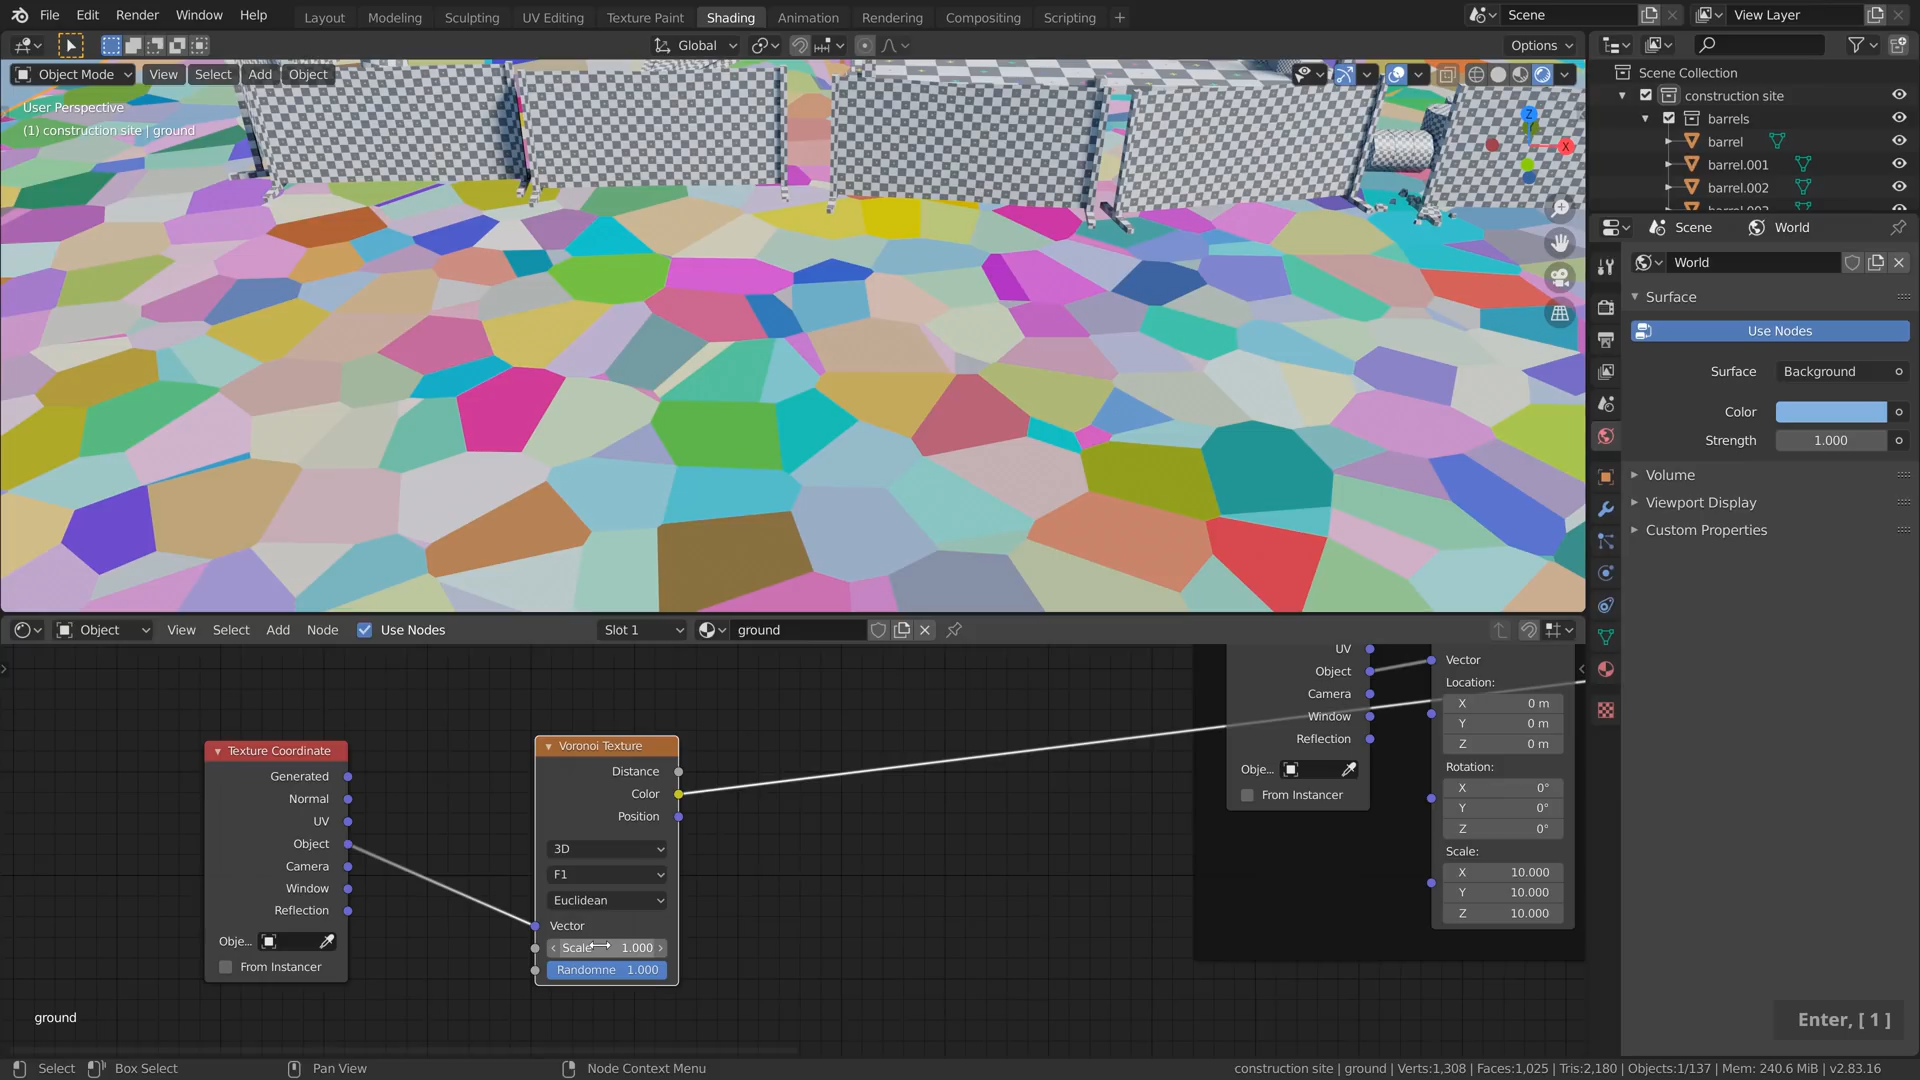 File Edit Render Window Help Layout Modeling Sculpting UV Editing Texture Paint Shading Animation Rendering Compositing Scripting + Scene View Layer
Global Options
Object Mode View Select Add Object
User Perspective
(1) construction site | ground
Z
X
Scene Collection
construction site
barrels
barrel
barrel.001
barrel.002
Scene World
World
Surface
Use Nodes
Surface Background
Color
Strength 1.000
Volume
Viewport Display
Custom Properties
Object View Select Add Node Use Nodes Slot 1 ground
Texture Coordinate
Generated
Normal
UV
Object
Camera
Window
Reflection
Obje...
From Instancer
Voronoi Texture
Distance
Color
Position
3D
F1
Euclidean
Vector
Scale 1.000
Randomne 1.000
UV
Object
Camera
Window
Reflection
Obje...
From Instancer
Vector
Location:
X 0 m
Y 0 m
Z 0 m
Rotation:
X 0°
Y 0°
Z 0°
Scale:
X 10.000
Y 10.000
Z 10.000
ground
Enter, [ 1 ]
Select Box Select Pan View Node Context Menu construction site | ground | Verts:1,308 | Faces:1,025 | Tris:2,180 | Objects:1/137 | Mem: 240.6 MiB | v2.83.16